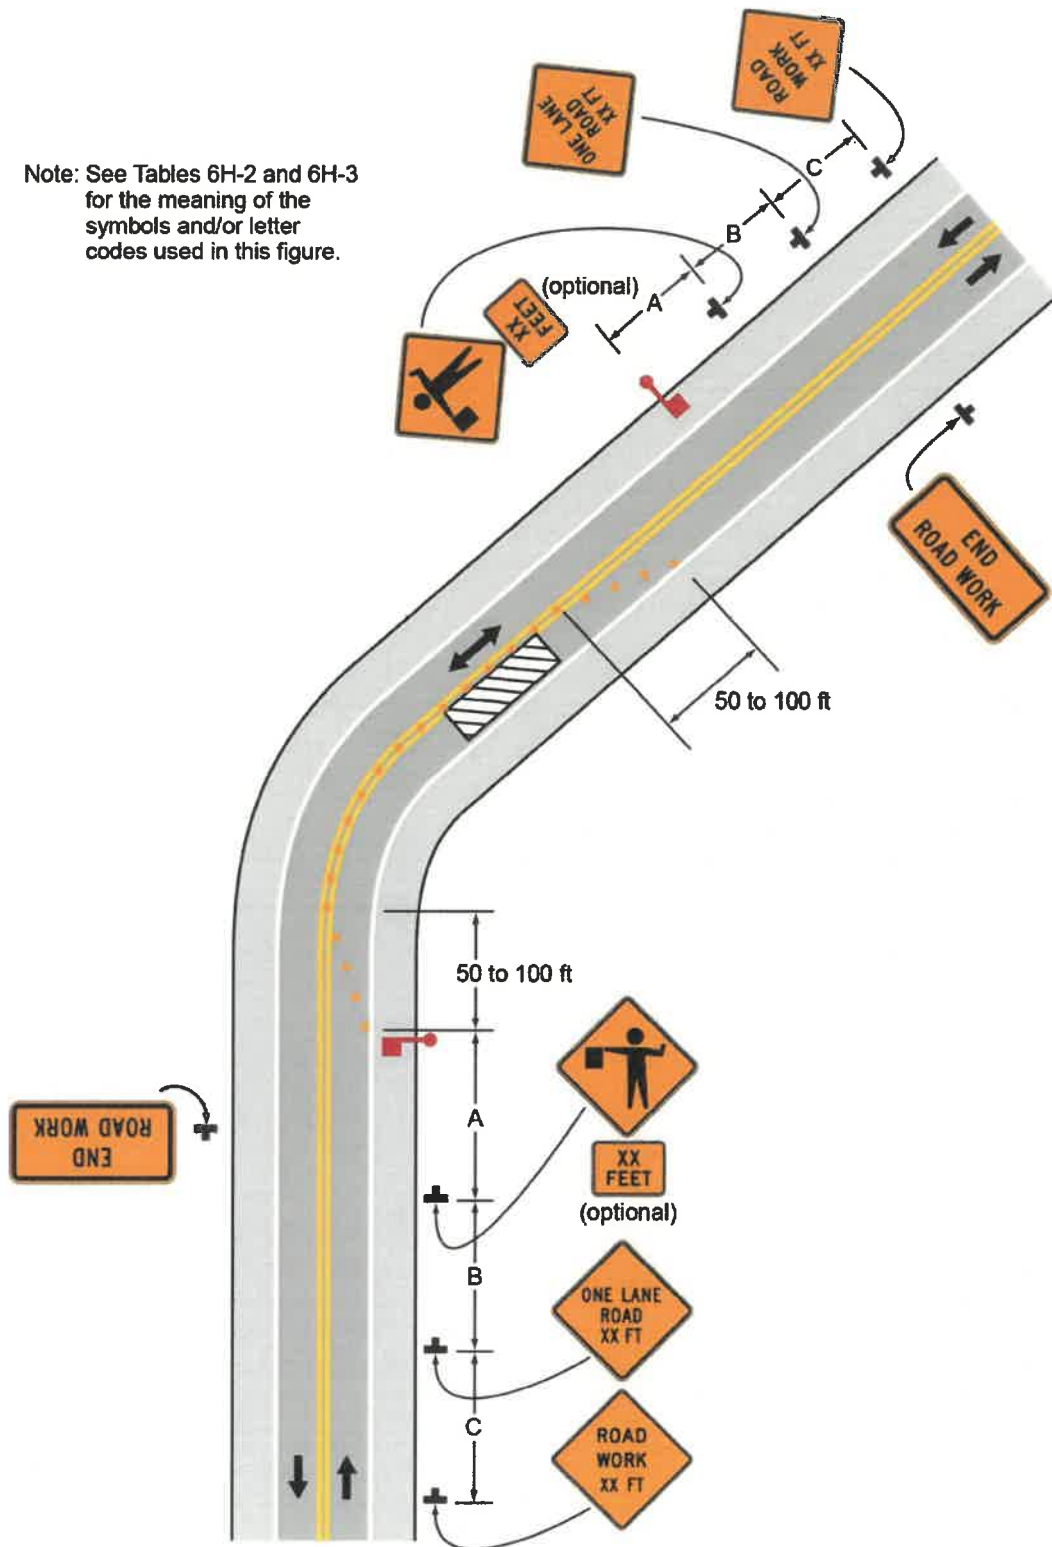 ROAD
WORK
XX FT
ONE LANE
ROAD
XX FT
C
Note: See Tables 6H-2 and 6H-3
for the meaning of the
symbols and/or letter
codes used in this figure.
B
(optional)
XX
FEET
A
END
ROAD WORK
50 to 100 ft
50 to 100 ft
A
END
ROAD WORK
XX
FEET
(optional)
B
ONE LANE
ROAD
XX FT
C
ROAD
WORK
XX FT